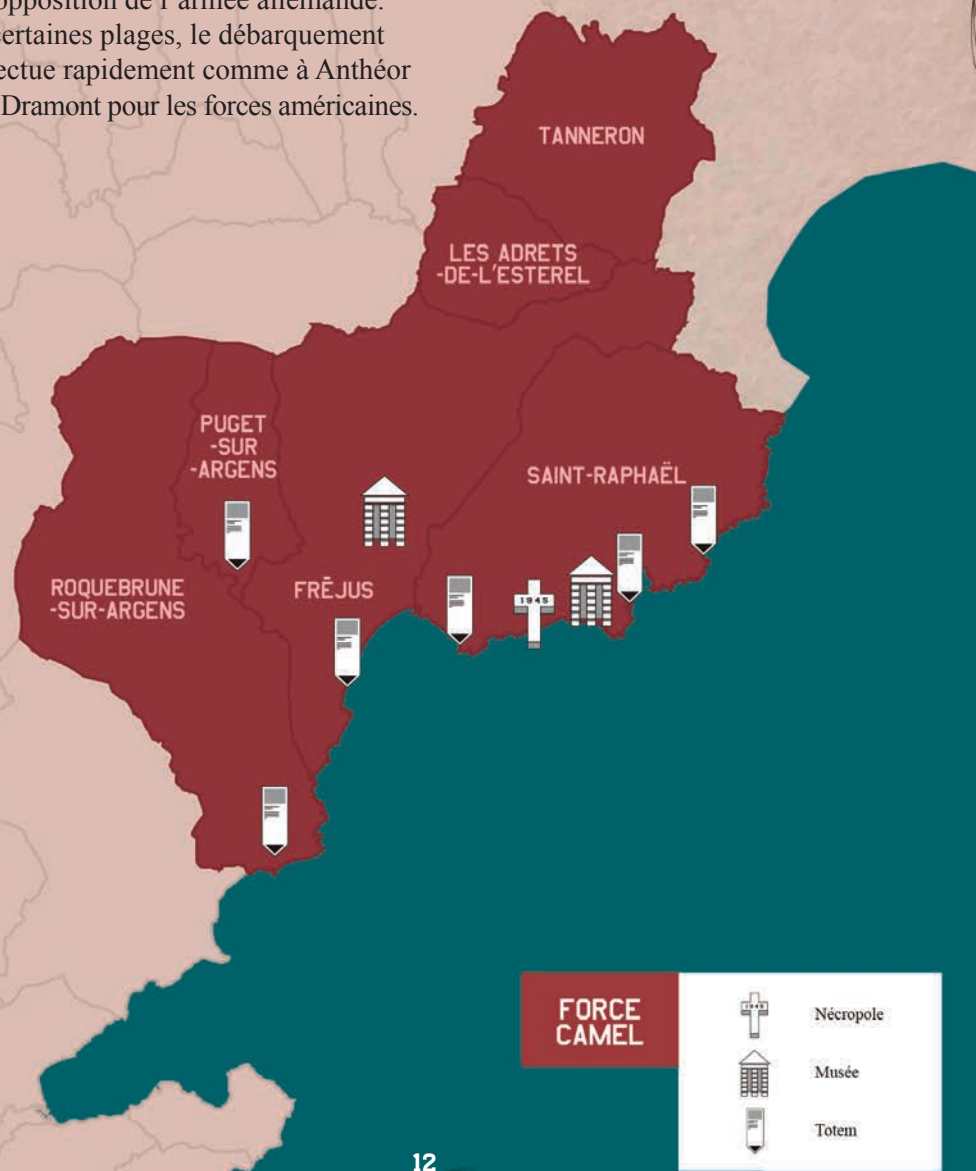 opposition de l'armée allemande.
certaines plages, le débarquement
ectue rapidement comme à Anthéor
Dramont pour les forces américaines.
TANNERON
LES ADRETS
-DE-L'ESTEREL
PUGET
-SUR
-ARGENS
SAINT-RAPHAËL
ROQUEBRUNE
-SUR-ARGENS
FRÉJUS
1945
FORCE
CAMEL
1945
Nécropole
Musée
Totem
12